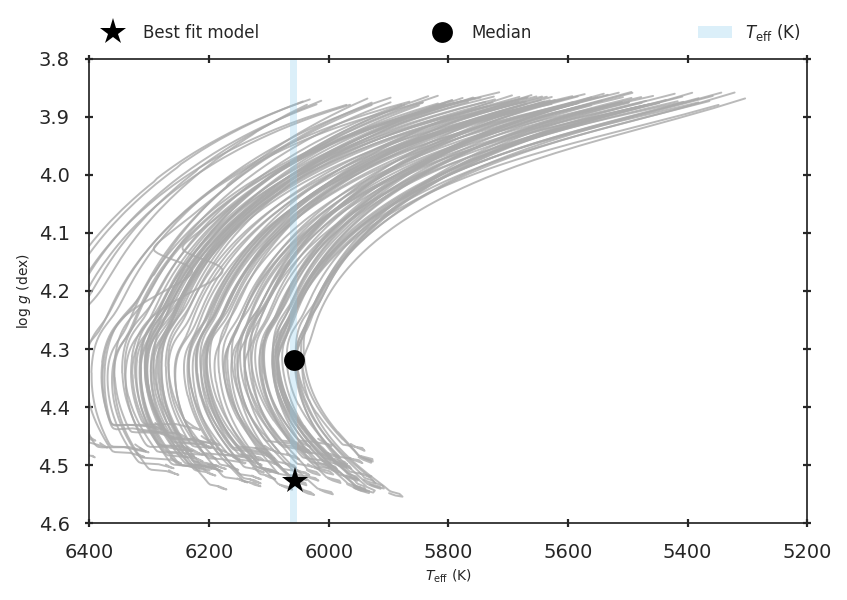 Best fit model Median T_eff (K)
3.8
3.9
4.0
4.1
4.2
4.3
4.4
4.5
4.6
log g (dex)
6400 6200 6000 5800 5600 5400 5200
T_eff (K)